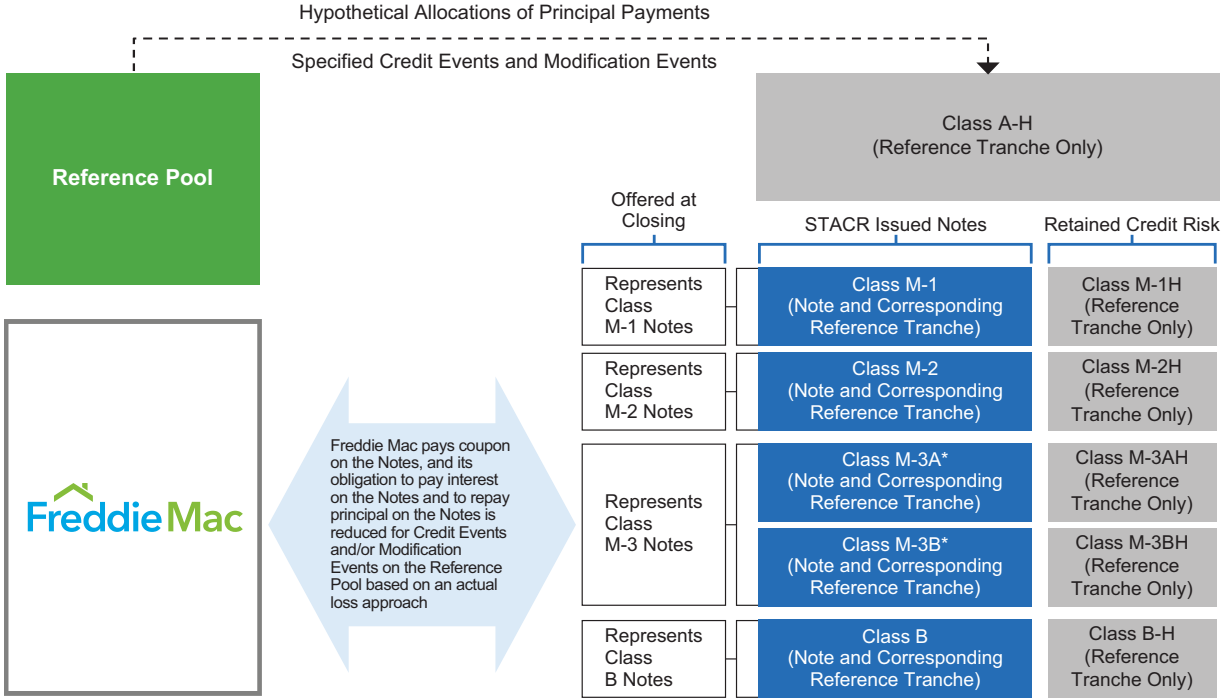 Hypothetical Allocations of Principal Payments
Specified Credit Events and Modification Events
Reference Pool
Class A-H
(Reference Tranche Only)
Offered at
Closing
STACR Issued Notes
Retained Credit Risk
Represents
Class
M-1 Notes
Class M-1
(Note and Corresponding
Reference Tranche)
Class M-1H
(Reference
Tranche Only)
Represents
Class
M-2 Notes
Class M-2
(Note and Corresponding
Reference Tranche)
Class M-2H
(Reference
Tranche Only)
Freddie Mac
Freddie Mac pays coupon
on the Notes, and its
obligation to pay interest
on the Notes and to repay
principal on the Notes is
reduced for Credit Events
and/or Modification
Events on the Reference
Pool based on an actual
loss approach
Represents
Class
M-3 Notes
Class M-3A*
(Note and Corresponding
Reference Tranche)
Class M-3AH
(Reference
Tranche Only)
Class M-3B*
(Note and Corresponding
Reference Tranche)
Class M-3BH
(Reference
Tranche Only)
Represents
Class
B Notes
Class B
(Note and Corresponding
Reference Tranche)
Class B-H
(Reference
Tranche Only)